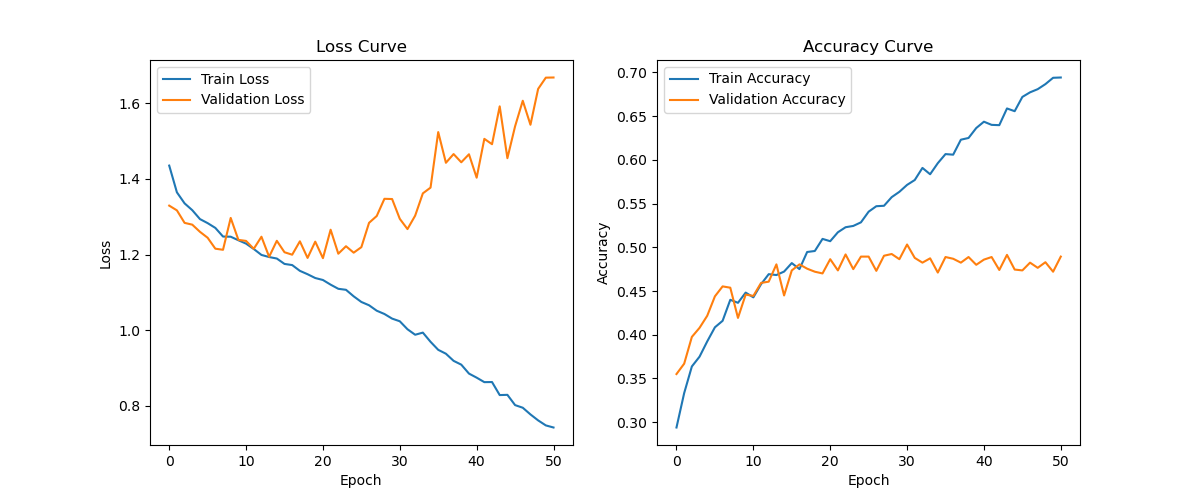 Loss Curve
Train Loss
Validation Loss
1.6
1.4
1.2
1.0
0.8
Loss
0 10 20 30 40 50
Epoch
Accuracy Curve
Train Accuracy
Validation Accuracy
0.70
0.65
0.60
0.55
0.50
0.45
0.40
0.35
0.30
Accuracy
0 10 20 30 40 50
Epoch